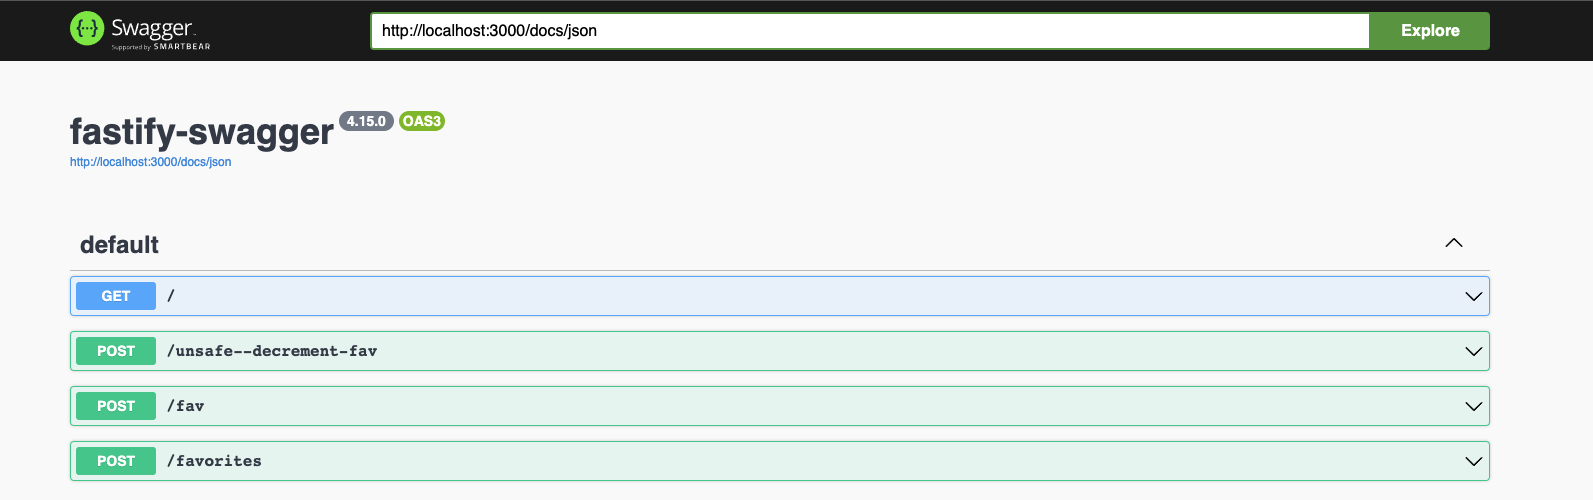 Swagger™
Supported by SMARTBEAR
http://localhost:3000/docs/json
Explore
fastify-swagger 4.15.0 OAS3
http://localhost:3000/docs/json
default
GET /
POST /unsafe--decrement-fav
POST /fav
POST /favorites